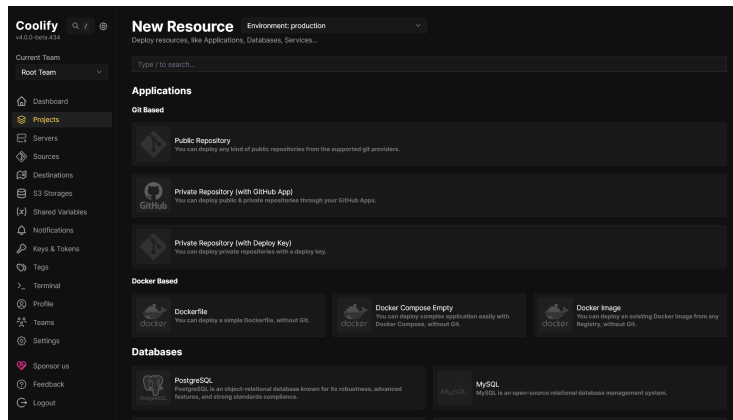 Coolify
/
v4.0.0-beta.434
Current Team
Root Team
Dashboard
Projects
Servers
Sources
Destinations
S3 Storages
{x} Shared Variables
Notifications
Keys & Tokens
Tags
Terminal
Profile
Teams
Settings
Sponsor us
Feedback
Logout
New Resource
Environment: production
Deploy resources, like Applications, Databases, Services...
Type / to search...
Applications
Git Based
Public Repository
You can deploy any kind of public repositories from the supported git providers.
GitHub
Private Repository (with GitHub App)
You can deploy public & private repositories through your GitHub Apps.
Private Repository (with Deploy Key)
You can deploy private repositories with a deploy key.
Docker Based
docker
Dockerfile
You can deploy a simple Dockerfile, without Git.
docker
Docker Compose Empty
You can deploy complex application easily with
Docker Compose, without Git.
docker
Docker Image
You can deploy an existing Docker Image from any
Registry, without Git.
Databases
PostgreSQL
PostgreSQL
PostgreSQL is an object-relational database known for its robustness, advanced
features, and strong standards compliance.
MySQL
MySQL
MySQL is an open-source relational database management system.